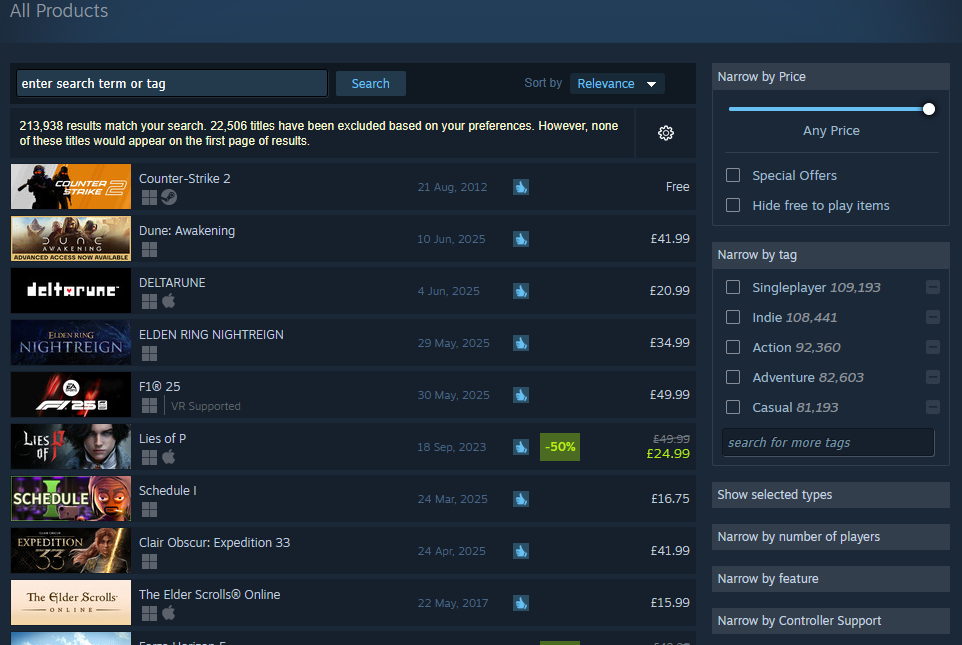 All Products
enter search term or tag
Search
Sort by
Relevance
213,938 results match your search. 22,506 titles have been excluded based on your preferences. However, none
of these titles would appear on the first page of results.
COUNTER
STRIKE 2
Counter-Strike 2
21 Aug, 2012
Free
DUNE
AWAKENING
ADVANCED ACCESS NOW AVAILABLE
Dune: Awakening
10 Jun, 2025
£41.99
deltarune
DELTARUNE
4 Jun, 2025
£20.99
ELDEN RING
NIGHTREIGN
ELDEN RING NIGHTREIGN
29 May, 2025
£34.99
EA
SPORTS
F1 25
F1® 25
VR Supported
30 May, 2025
£49.99
LIES
OF P
Lies of P
18 Sep, 2023
-50%
£49.99
£24.99
SCHEDULE I
Schedule I
24 Mar, 2025
£16.75
EXPEDITION
33
Clair Obscur: Expedition 33
24 Apr, 2025
£41.99
The Elder Scrolls
ONLINE
The Elder Scrolls® Online
22 May, 2017
£15.99
Narrow by Price
Any Price
Special Offers
Hide free to play items
Narrow by tag
Singleplayer 109,193
Indie 108,441
Action 92,360
Adventure 82,603
Casual 81,193
search for more tags
Show selected types
Narrow by number of players
Narrow by feature
Narrow by Controller Support